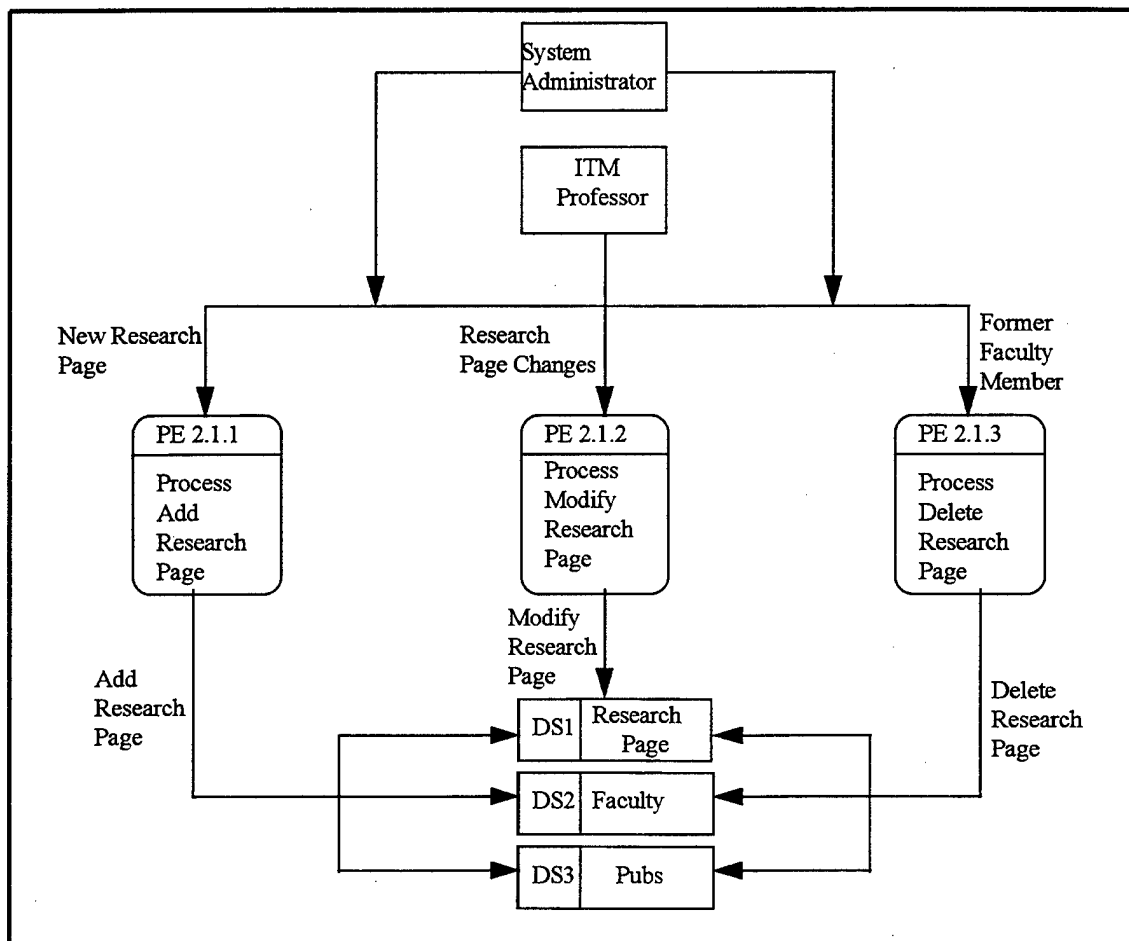 System
Administrator
ITM
Professor
New Research
Page
Research
Page Changes
Former
Faculty
Member
PE 2.1.1
Process
Add
Research
Page
PE 2.1.2
Process
Modify
Research
Page
PE 2.1.3
Process
Delete
Research
Page
Add
Research
Page
Modify
Research
Page
Delete
Research
Page
DS1
Research
Page
DS2
Faculty
DS3
Pubs